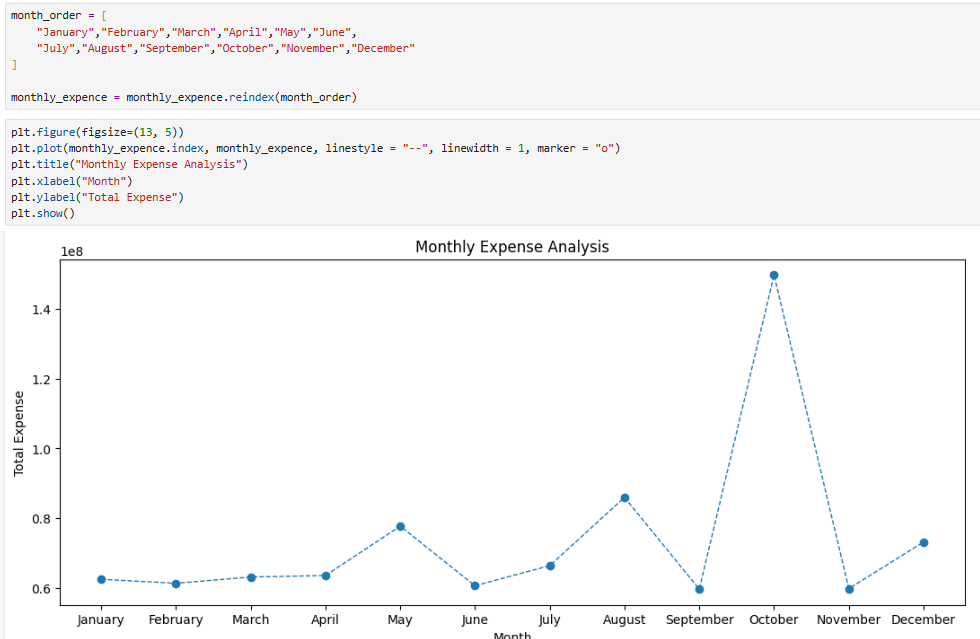 month_order = [
    "January","February","March","April","May","June",
    "July","August","September","October","November","December"
]
monthly_expence = monthly_expence.reindex(month_order)
plt.figure(figsize=(13, 5))
plt.plot(monthly_expence.index, monthly_expence, linestyle = "--", linewidth = 1, marker = "o")
plt.title("Monthly Expense Analysis")
plt.xlabel("Month")
plt.ylabel("Total Expense")
plt.show()
1e8
Monthly Expense Analysis
1.4
1.2
1.0
0.8
0.6
Total Expense
January February March April May June July August September October November December
Month